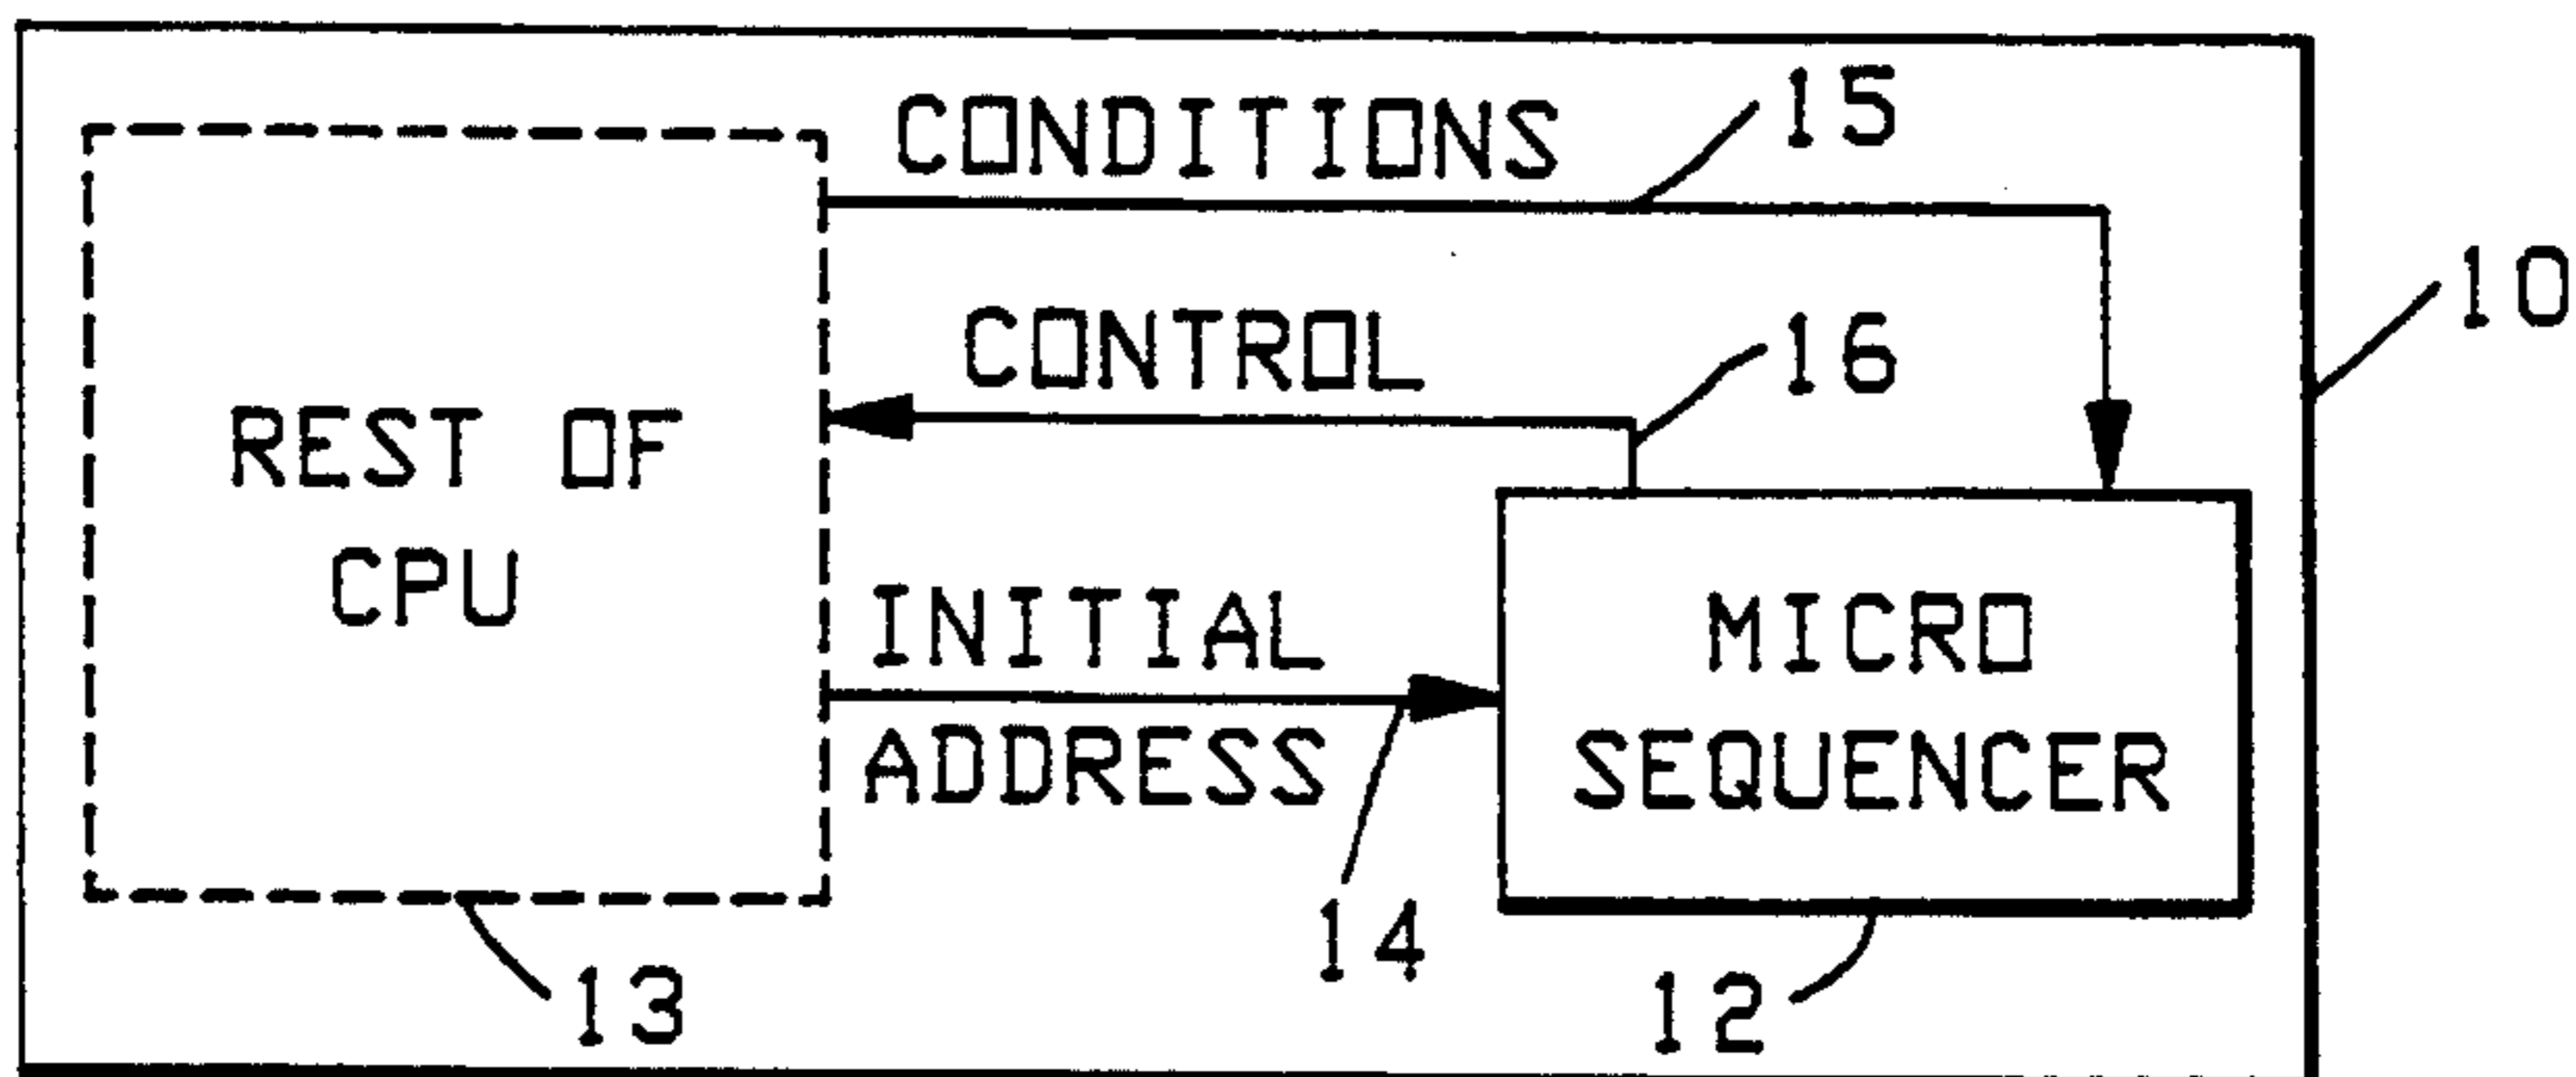 CONDITIONS
15
10
CONTROL
16
REST OF
CPU
INITIAL
ADDRESS
MICRO
SEQUENCER
14
13
12